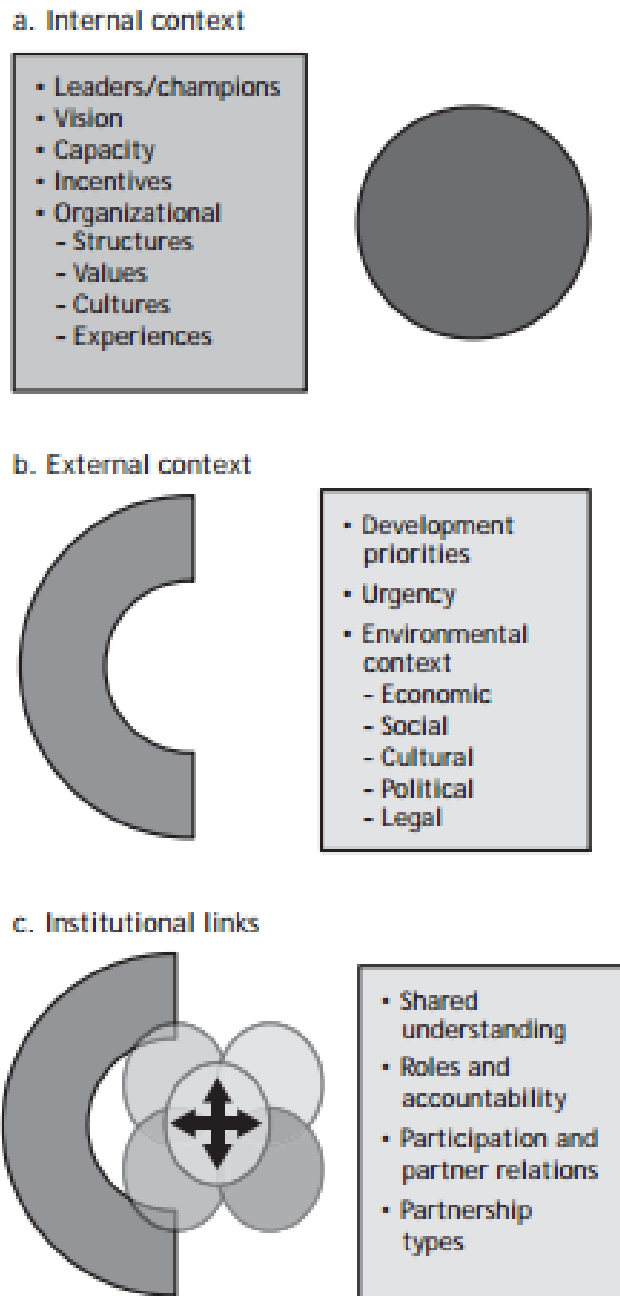 a. Internal context
• Leaders/champions
• Vision
• Capacity
• Incentives
• Organizational
– Structures
– Values
– Cultures
– Experiences
b. External context
• Development
priorities
• Urgency
• Environmental
context
– Economic
– Social
– Cultural
– Political
– Legal
c. Institutional links
• Shared
understanding
• Roles and
accountability
• Participation and
partner relations
• Partnership
types